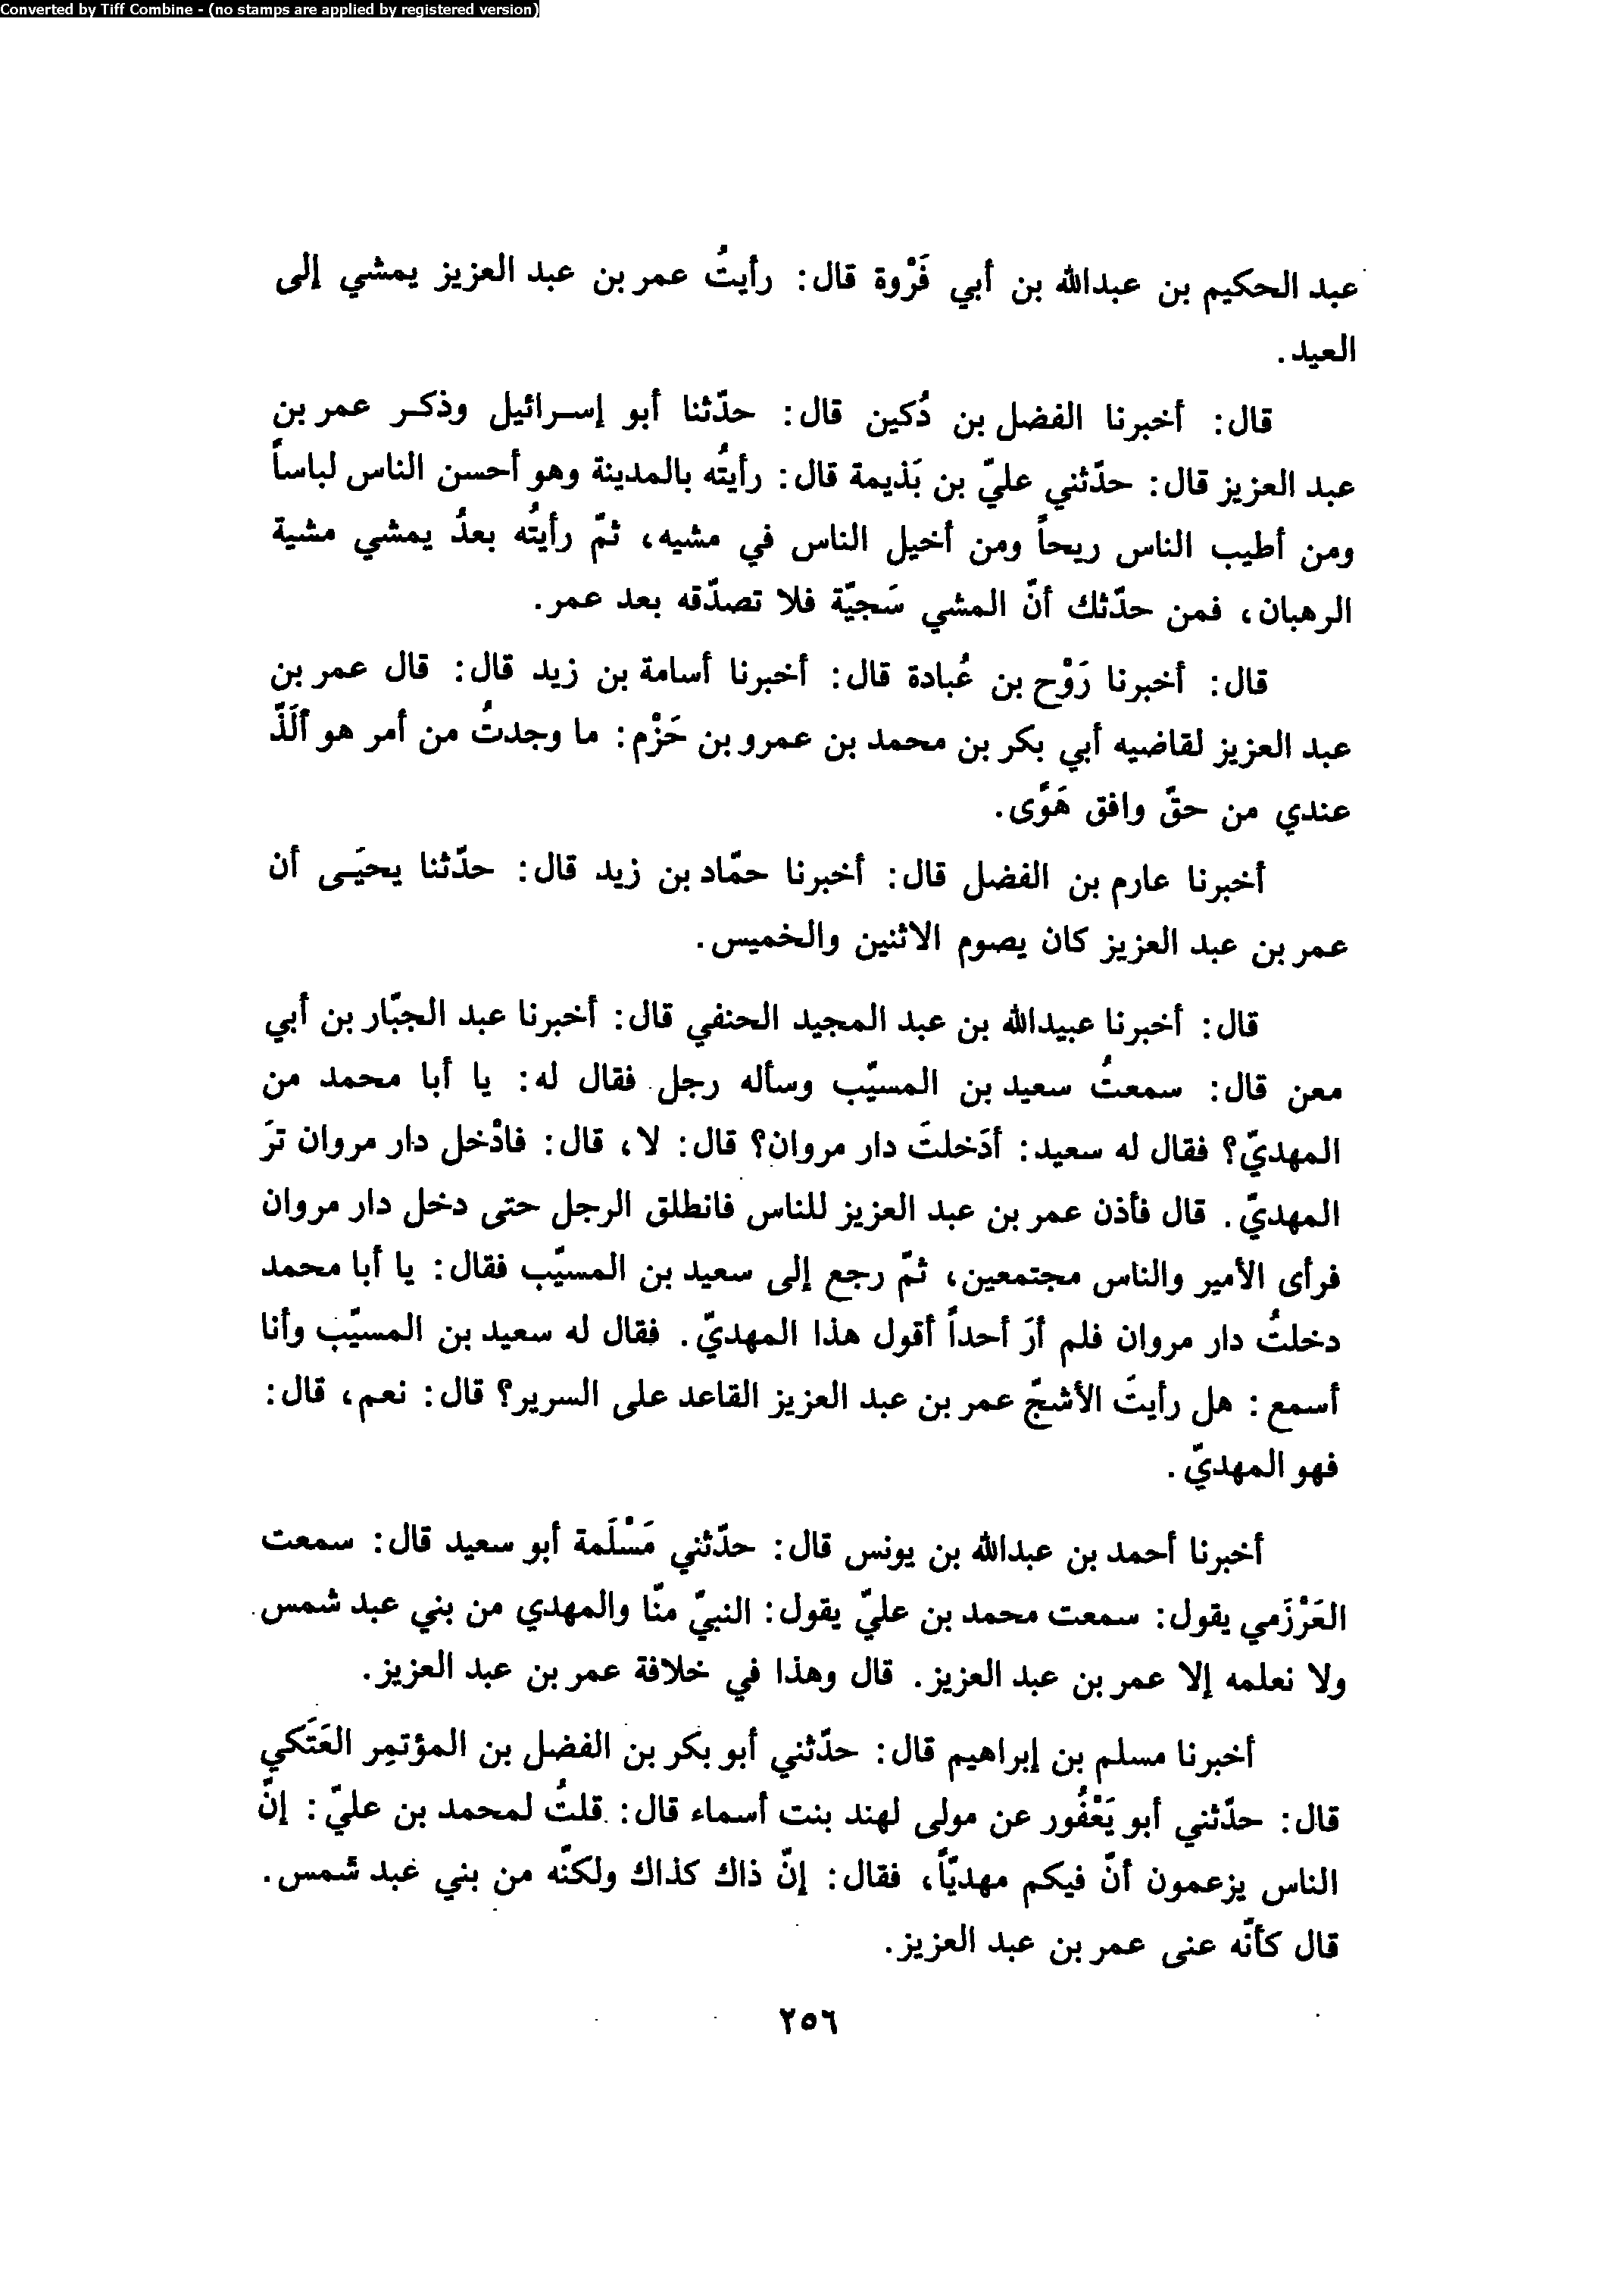 Converted by Tiff Combine - (no stamps are applied by registered version)
عبد الحكيم بن عبدالله بن أبي فَرْوة قال: رأيتُ عمر بن عبد العزيز يمشي إلى
العيد.
قال: أخبرنا الفضل بن دُكين قال: حدّثنا أبو إسرائيل وذكر عمر بن
عبد العزيز قال: حدّثني عليّ بن بَذيمة قال: رأيتُه بالمدينة وهو أحسن الناس لباساً
ومن أطيب الناس ريحاً ومن أخيل الناس في مشيه، ثمّ رأيتُه بعدُ يمشي مشية
الرهبان، فمن حدّثك أنّ المشي سَجيّة فلا تصدّقه بعد عمر.
قال: أخبرنا رَوْح بن عُبادة قال: أخبرنا أسامة بن زيد قال: قال عمر بن
عبد العزيز لقاضيه أبي بكر بن محمد بن عمرو بن حَزْم: ما وجدتُ من أمر هو ألَذّ
عندي من حقّ وافق هَوًى.
أخبرنا عارم بن الفضل قال: أخبرنا حمّاد بن زيد قال: حدّثنا يحيَى أن
عمر بن عبد العزيز كان يصوم الاثنين والخميس.
قال: أخبرنا عبيدالله بن عبد المجيد الحنفي قال: أخبرنا عبد الجبّار بن أبي
معن قال: سمعتُ سعيد بن المسيّب وسأله رجل فقال له: يا أبا محمد من
المهديّ؟ فقال له سعيد: أدَخلتَ دار مروان؟ قال: لا، قال: فادْخل دار مروان ترَ
المهديّ. قال فأذن عمر بن عبد العزيز للناس فانطلق الرجل حتى دخل دار مروان
فرأى الأمير والناس مجتمعين، ثمّ رجع إلى سعيد بن المسيّب فقال: يا أبا محمد
دخلتُ دار مروان فلم أرَ أحداً أقول هذا المهديّ. فقال له سعيد بن المسيّب وأنا
أسمع: هل رأيتَ الأشجّ عمر بن عبد العزيز القاعد على السرير؟ قال: نعم، قال:
فهو المهديّ.
أخبرنا أحمد بن عبدالله بن يونس قال: حدّثني مَسْلَمة أبو سعيد قال: سمعت
العَرْزَمي يقول: سمعت محمد بن عليّ يقول: النبيّ منّا والمهدي من بني عبد شمس
ولا نعلمه إلا عمر بن عبد العزيز. قال وهذا في خلافة عمر بن عبد العزيز.
أخبرنا مسلم بن إبراهيم قال: حدّثني أبو بكر بن الفضل بن المؤتمِر العَتَكي
قال: حدّثني أبو يَعْفُور عن مولى لهند بنت أسماء قال: قلتُ لمحمد بن عليّ: إنّ
الناس يزعمون أنّ فيكم مهديّاً، فقال: إنّ ذاك كذاك ولكنّه من بني عبد شمس.
قال كأنّه عنى عمر بن عبد العزيز.
٢٥٦